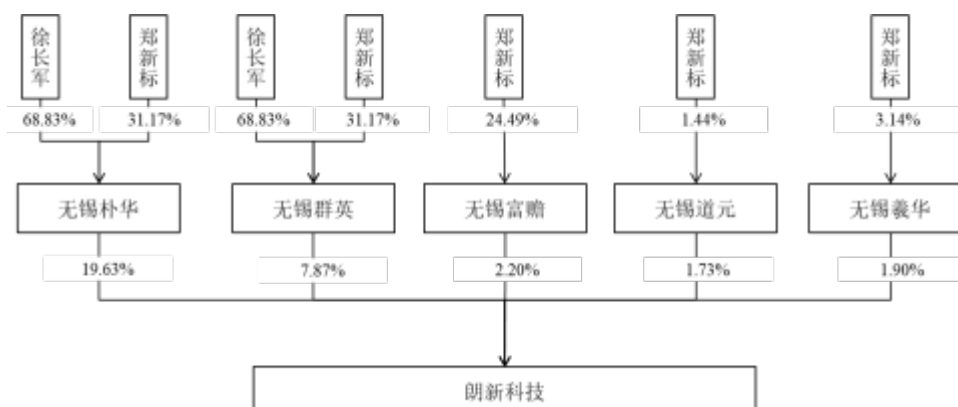 徐长军
郑新标
徐长军
郑新标
郑新标
郑新标
郑新标
68.83%
31.17%
68.83%
31.17%
24.49%
1.44%
3.14%
无锡朴华
无锡群英
无锡富赡
无锡道元
无锡羲华
19.63%
7.87%
2.20%
1.73%
1.90%
朗新科技